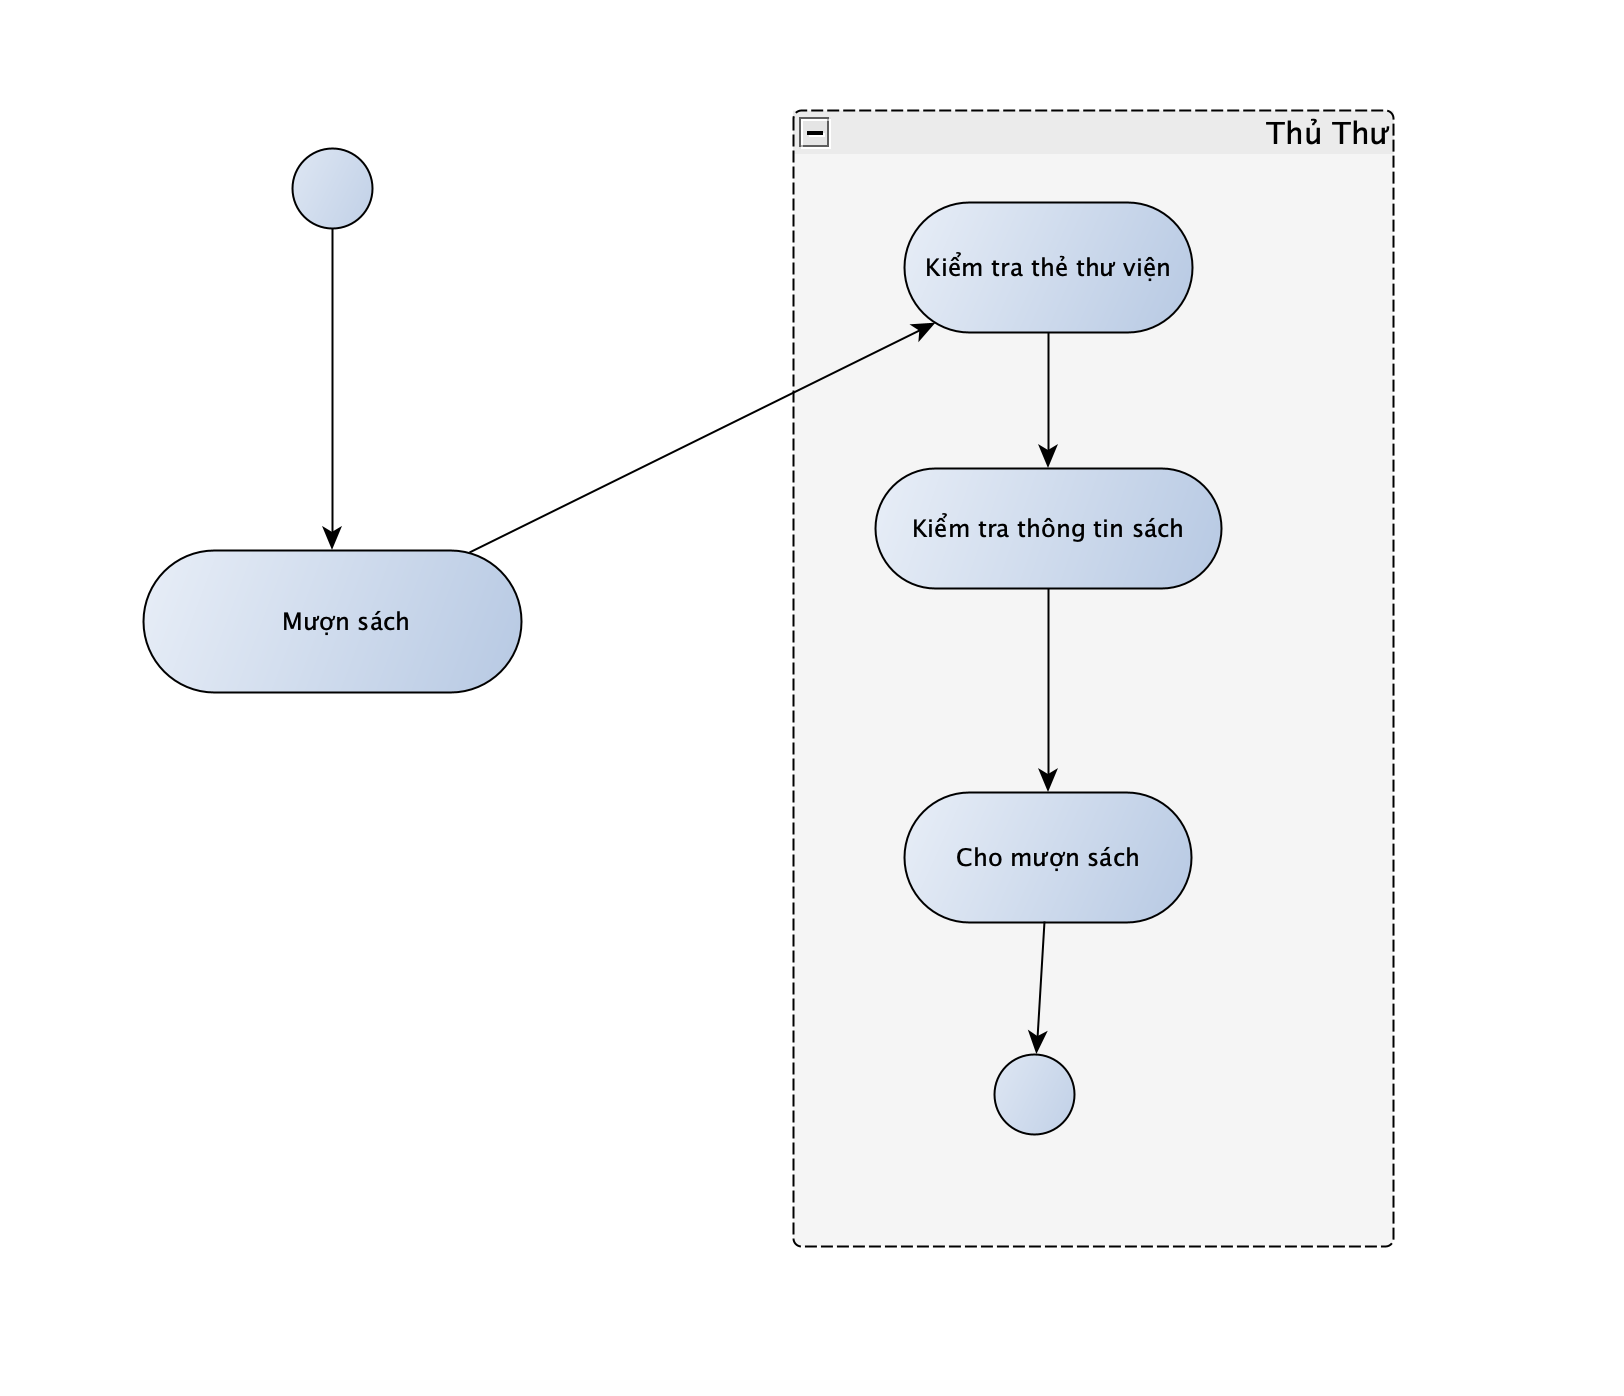 Thủ Thư
Kiểm tra thẻ thư viện
Kiểm tra thông tin sách
Mượn sách
Cho mượn sách